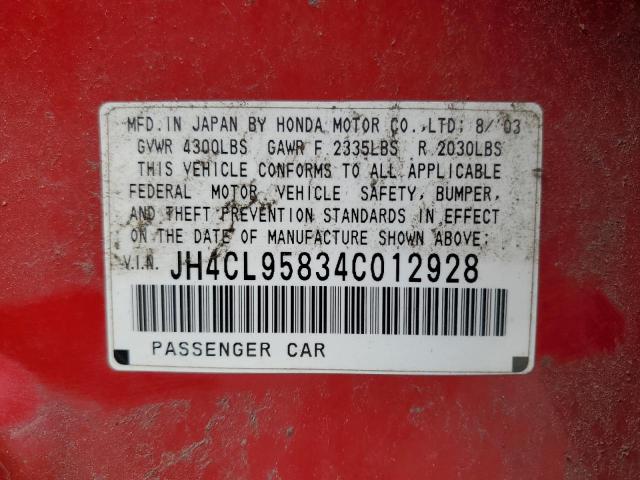 MFD. IN JAPAN BY HONDA MOTOR CO., LTD; 8/ 03
GVWR 4300LBS GAWR F 2335LBS R 2030LBS
THIS VEHICLE CONFORMS TO ALL APPLICABLE
FEDERAL MOTOR VEHICLE SAFETY, BUMPER,
AND THEFT PREVENTION STANDARDS IN EFFECT
ON THE DATE OF MANUFACTURE SHOWN ABOVE;
V.I.N. JH4CL95834C012928
PASSENGER CAR